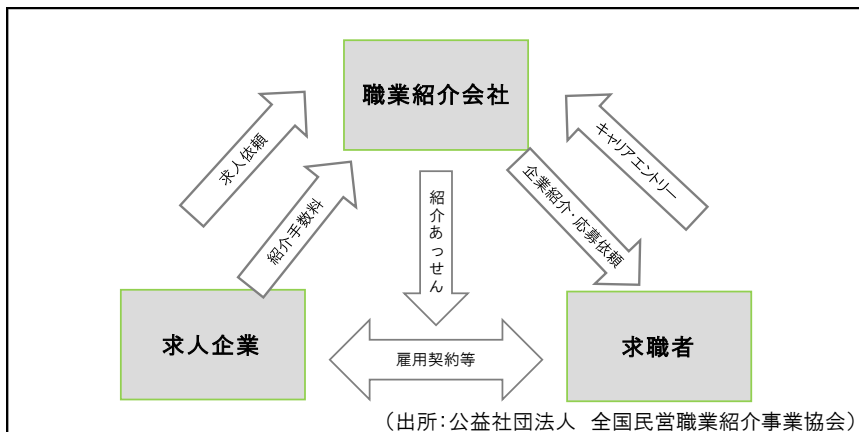 職業紹介会社
求人依頼
紹介手数料
紹介あっせん
企業紹介・応募依頼
キャリアエントリー
求人企業
雇用契約等
求職者
（出所：公益社団法人　全国民営職業紹介事業協会）